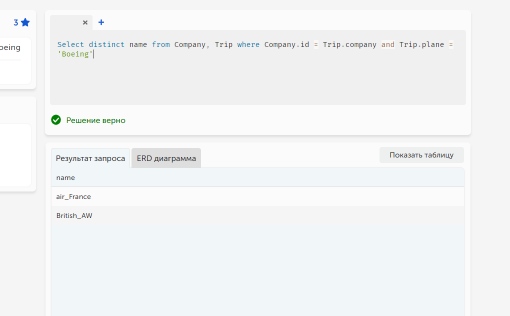 3
oeing
Select distinct name from Company, Trip where Company.id = Trip.company and Trip.plane =
'Boeing'
Решение верно
Результат запроса
ERD диаграмма
Показать таблицу
name
air_France
British_AW